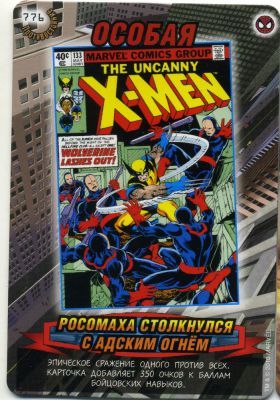 776
ОСОБАЯ
40¢
133
MAY
MARVEL COMICS GROUP
THE UNCANNY
X-MEN
WOLVERINE
LASHES OUT!
РОСОМАХА СТОЛКНУЛСЯ
С АДСКИМ ОГНЁМ
ЭПИЧЕСКОЕ СРАЖЕНИЕ ОДНОГО ПРОТИВ ВСЕХ.
КАРТОЧКА ДОБАВЛЯЕТ 350 ОЧКОВ К БАЛЛАМ
БОЙЦОВСКИХ НАВЫКОВ.